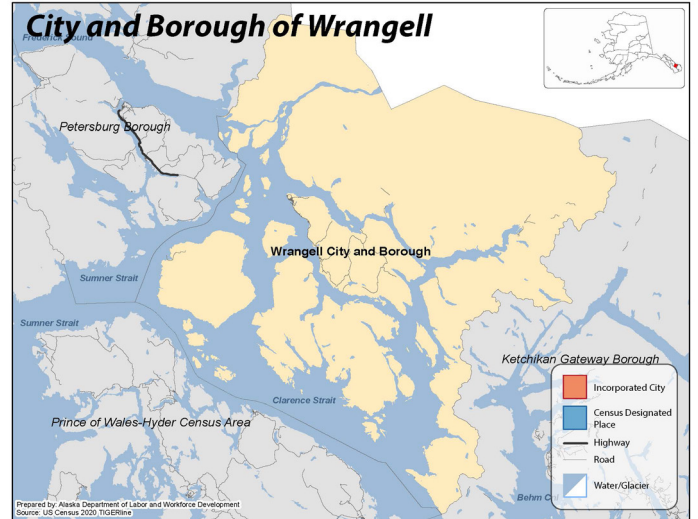 City and Borough of Wrangell
Frederick Sound
Petersburg Borough
Wrangell City and Borough
Sumner Strait
Sumner Strait
Ketchikan Gateway Borough
Clarence Strait
Prince of Wales-Hyder Census Area
Incorporated City
Census Designated
Place
Highway
Road
Water/Glacier
Behm
Prepared by: Alaska Department of Labor and Workforce Development
Source: US Census 2020 TIGERline